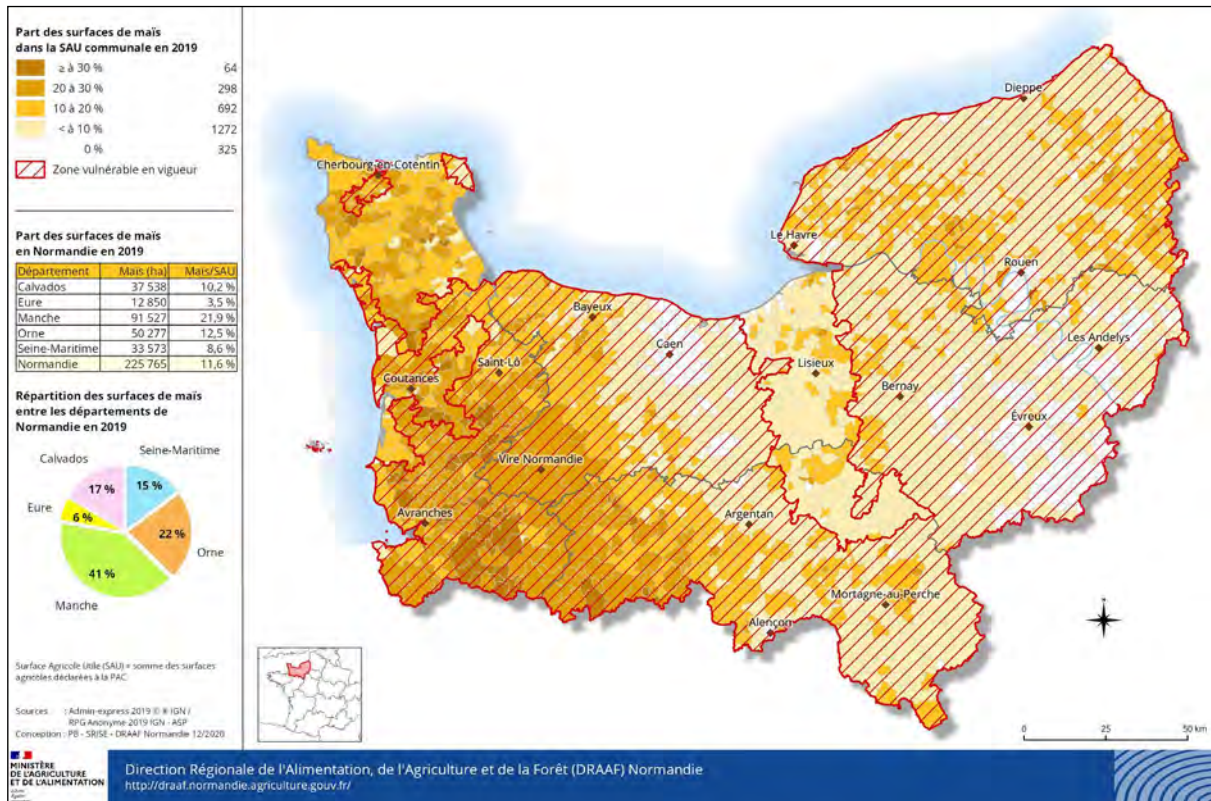 Part des surfaces de maïs
dans la SAU communale en 2019
≥ à 30 % 64
20 à 30 % 298
10 à 20 % 692
< à 10 % 1272
0 % 325
Zone vulnérable en vigueur
Part des surfaces de maïs
en Normandie en 2019
Département Maïs (ha) Maïs/SAU
Calvados 37 538 10,2 %
Eure 12 850 3,5 %
Manche 91 527 21,9 %
Orne 50 277 12,5 %
Seine-Maritime 33 573 8,6 %
Normandie 225 765 11,6 %
Répartition des surfaces de maïs
entre les départements de
Normandie en 2019
Seine-Maritime
Calvados
17 %
15 %
Eure
6 %
22 %
Orne
41 %
Manche
Surface Agricole Utile (SAU) = somme des surfaces
agricoles déclarées à la PAC
Sources : Admin-express 2019 © ® IGN /
RPG Anonyme 2019 IGN - ASP
Conception : PB - SRISE - DRAAF Normandie 12/2020
Dieppe
Cherbourg-en-Cotentin
Le Havre
Rouen
Bayeux
Caen
Les Andelys
Saint-Lô
Lisieux
Coutances
Bernay
Évreux
Vire Normandie
Avranches
Argentan
Mortagne-au-Perche
Alençon
0 25 50 km
MINISTÈRE
DE L'AGRICULTURE
ET DE L'ALIMENTATION
Direction Régionale de l'Alimentation, de l'Agriculture et de la Forêt (DRAAF) Normandie
http://draaf.normandie.agriculture.gouv.fr/